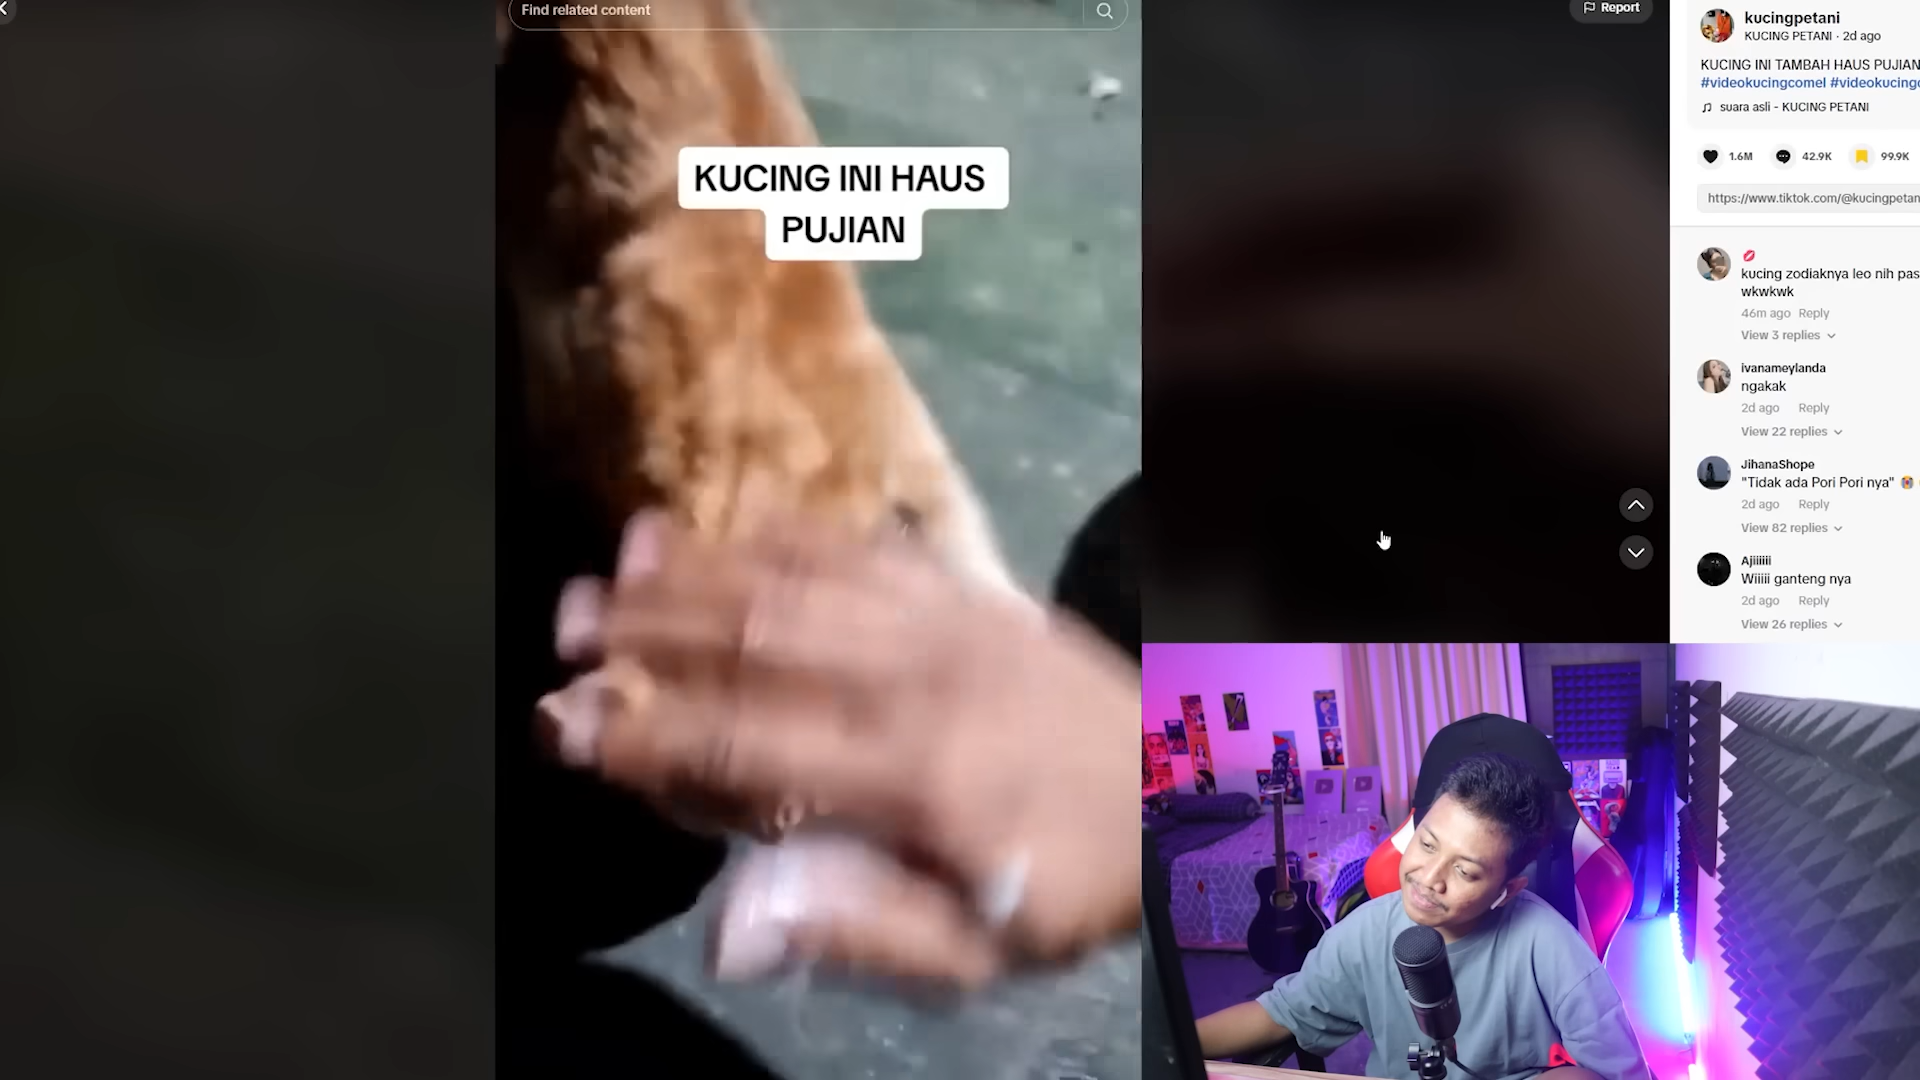 Find related content
Report
KUCING INI HAUS
PUJIAN
kucingpetani
KUCING PETANI · 2d ago
KUCING INI TAMBAH HAUS PUJIAN
#videokucingcomel #videokucingc
suara asli - KUCING PETANI
1.6M
42.9K
99.9K
https://www.tiktok.com/@kucingpetan
kucing zodiaknya leo nih pas
wkwkwk
46m ago Reply
View 3 replies
ivanameylanda
ngakak
2d ago Reply
View 22 replies
JihanaShope
"Tidak ada Pori Pori nya"
2d ago Reply
View 82 replies
Ajiiiiii
Wiiiii ganteng nya
2d ago Reply
View 26 replies